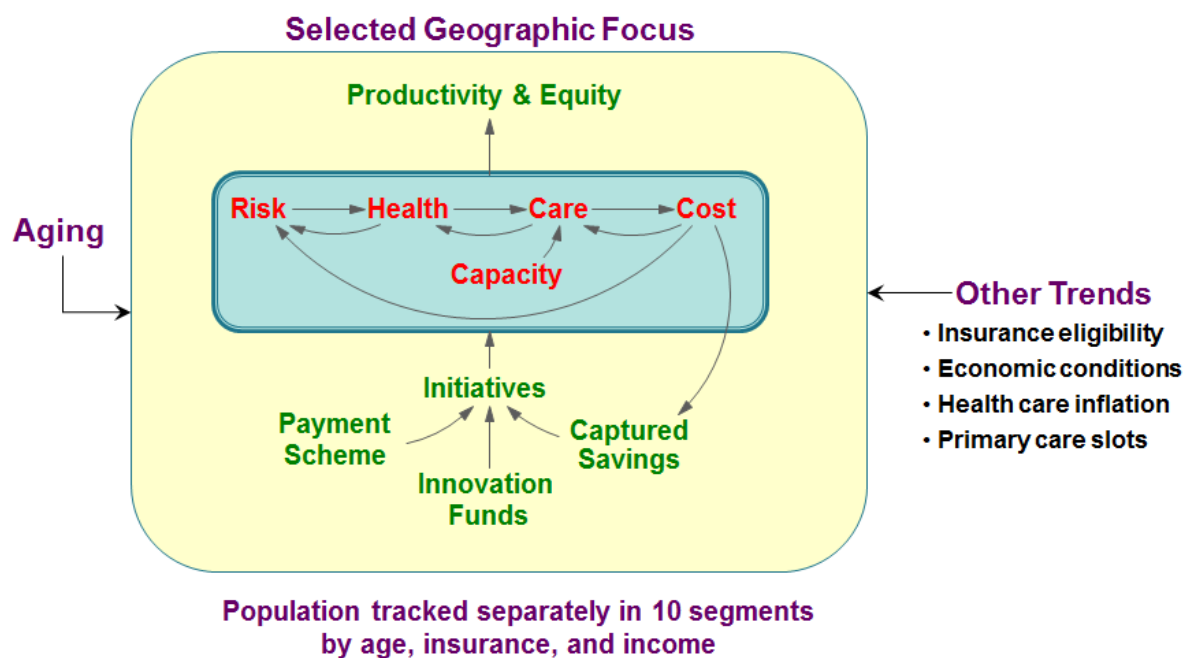 Selected Geographic Focus
Productivity & Equity
Risk
Health
Care
Cost
Capacity
Aging
Other Trends
• Insurance eligibility
• Economic conditions
• Health care inflation
• Primary care slots
Initiatives
Payment
Scheme
Captured
Savings
Innovation
Funds
Population tracked separately in 10 segments
by age, insurance, and income